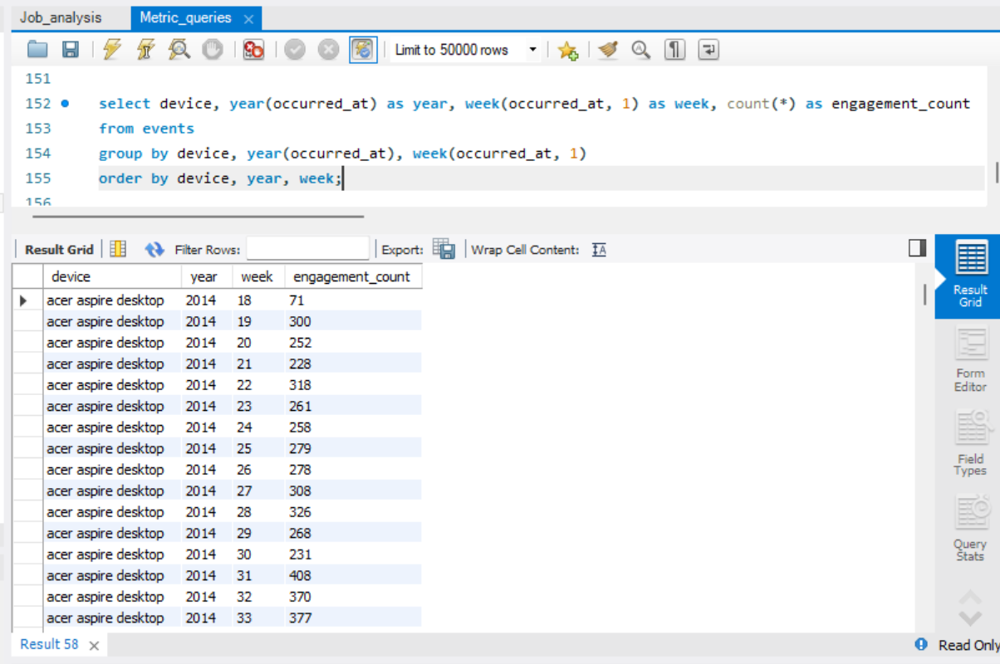 Job_analysis Metric_queries
Limit to 50000 rows
151
152 select device, year(occurred_at) as year, week(occurred_at, 1) as week, count(*) as engagement_count
153 from events
154 group by device, year(occurred_at), week(occurred_at, 1)
155 order by device, year, week;
156
Result Grid Filter Rows: Export: Wrap Cell Content:
device year week engagement_count
acer aspire desktop 2014 18 71
acer aspire desktop 2014 19 300
acer aspire desktop 2014 20 252
acer aspire desktop 2014 21 228
acer aspire desktop 2014 22 318
acer aspire desktop 2014 23 261
acer aspire desktop 2014 24 258
acer aspire desktop 2014 25 279
acer aspire desktop 2014 26 278
acer aspire desktop 2014 27 308
acer aspire desktop 2014 28 326
acer aspire desktop 2014 29 268
acer aspire desktop 2014 30 231
acer aspire desktop 2014 31 408
acer aspire desktop 2014 32 370
acer aspire desktop 2014 33 377
Result
Grid
Form
Editor
Field
Types
Query
Stats
Result 58
Read Only